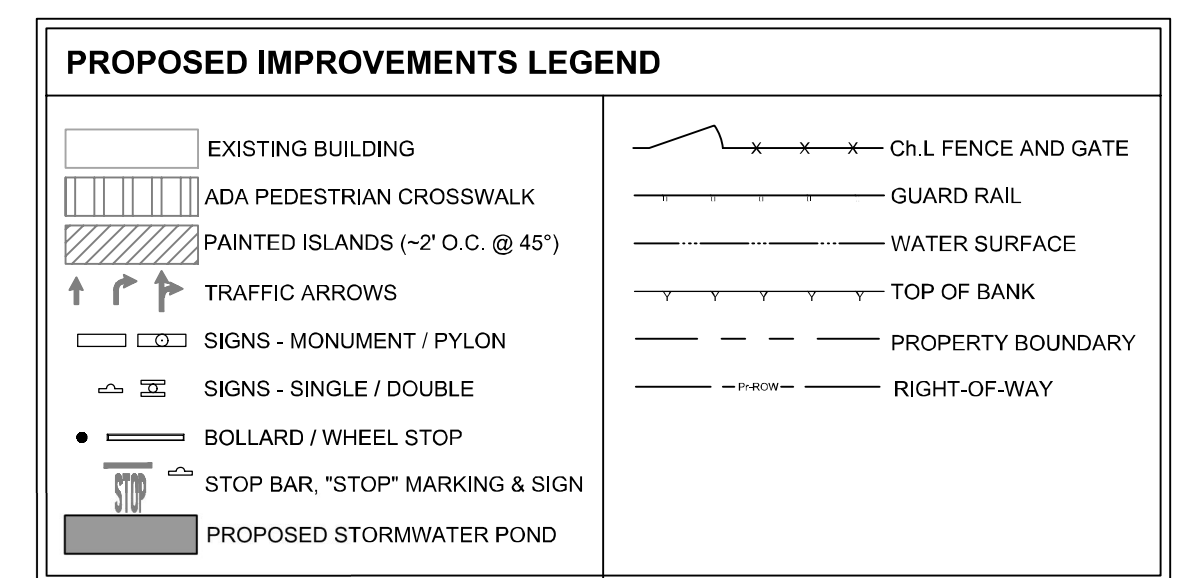 PROPOSED IMPROVEMENTS LEGEND
EXISTING BUILDING
ADA PEDESTRIAN CROSSWALK
PAINTED ISLANDS (~2' O.C. @ 45°)
TRAFFIC ARROWS
SIGNS - MONUMENT / PYLON
SIGNS - SINGLE / DOUBLE
BOLLARD / WHEEL STOP
STOP
STOP BAR, "STOP" MARKING & SIGN
PROPOSED STORMWATER POND
X X X
Ch.L FENCE AND GATE
GUARD RAIL
WATER SURFACE
Y Y Y Y Y
TOP OF BANK
PROPERTY BOUNDARY
Pr-ROW
RIGHT-OF-WAY